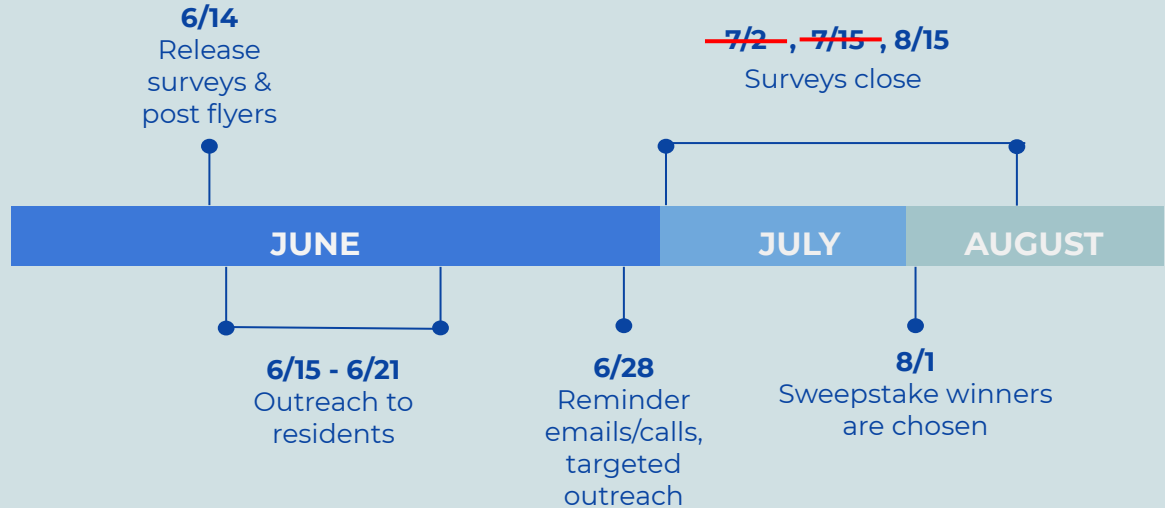 6/14
Release
surveys &
post flyers
7/2 , 7/15 , 8/15
Surveys close
JUNE
JULY
AUGUST
6/15 - 6/21
Outreach to
residents
6/28
Reminder
emails/calls,
targeted
outreach
8/1
Sweepstake winners
are chosen